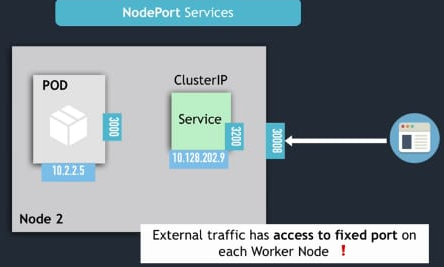 NodePort Services
POD
3000
10.2.2.5
ClusterIP
Service
3200
10.128.202.9
30008
Node 2
External traffic has access to fixed port on
each Worker Node !